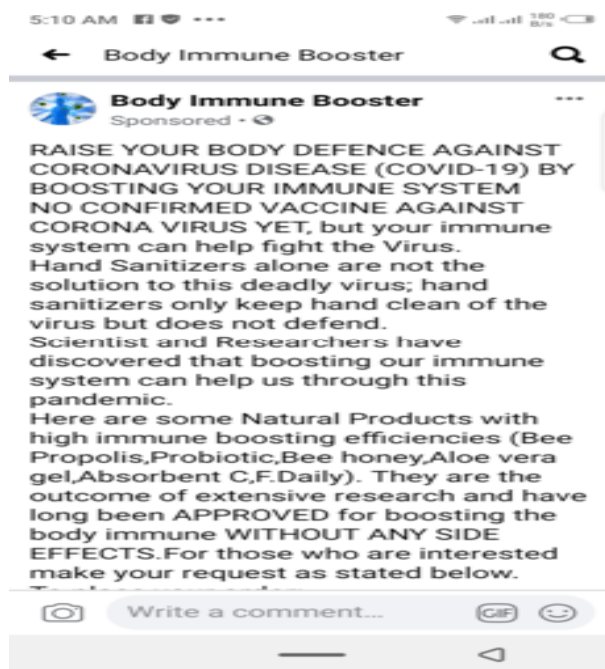 5:10 AM
180
B/s
Body Immune Booster
Body Immune Booster
Sponsored ·
RAISE YOUR BODY DEFENCE AGAINST
CORONAVIRUS DISEASE (COVID-19) BY
BOOSTING YOUR IMMUNE SYSTEM
NO CONFIRMED VACCINE AGAINST
CORONA VIRUS YET, but your immune
system can help fight the Virus.
Hand Sanitizers alone are not the
solution to this deadly virus; hand
sanitizers only keep hand clean of the
virus but does not defend.
Scientist and Researchers have
discovered that boosting our immune
system can help us through this
pandemic.
Here are some Natural Products with
high immune boosting efficiencies (Bee
Propolis,Probiotic,Bee honey,Aloe vera
gel,Absorbent C,F.Daily). They are the
outcome of extensive research and have
long been APPROVED for boosting the
body immune WITHOUT ANY SIDE
EFFECTS.For those who are interested
make your request as stated below.
Write a comment...
GIF